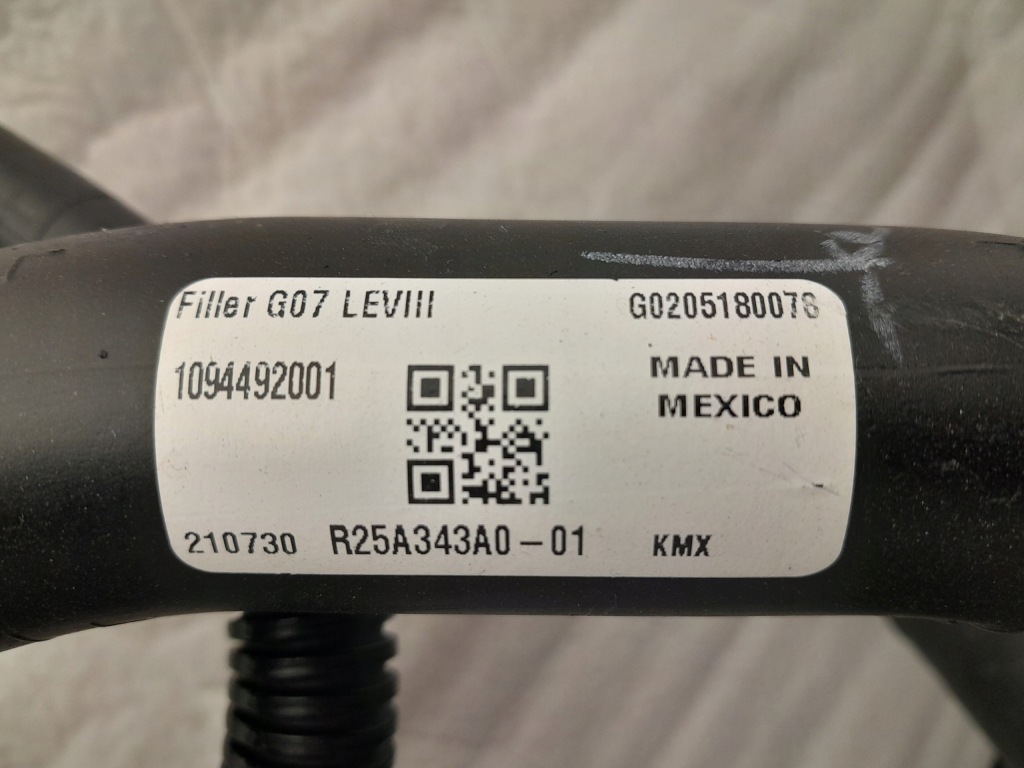 Filler G07 LEVIII
G0205180078
1094492001
MADE IN
MEXICO
210730 R25A343A0-01 KMX